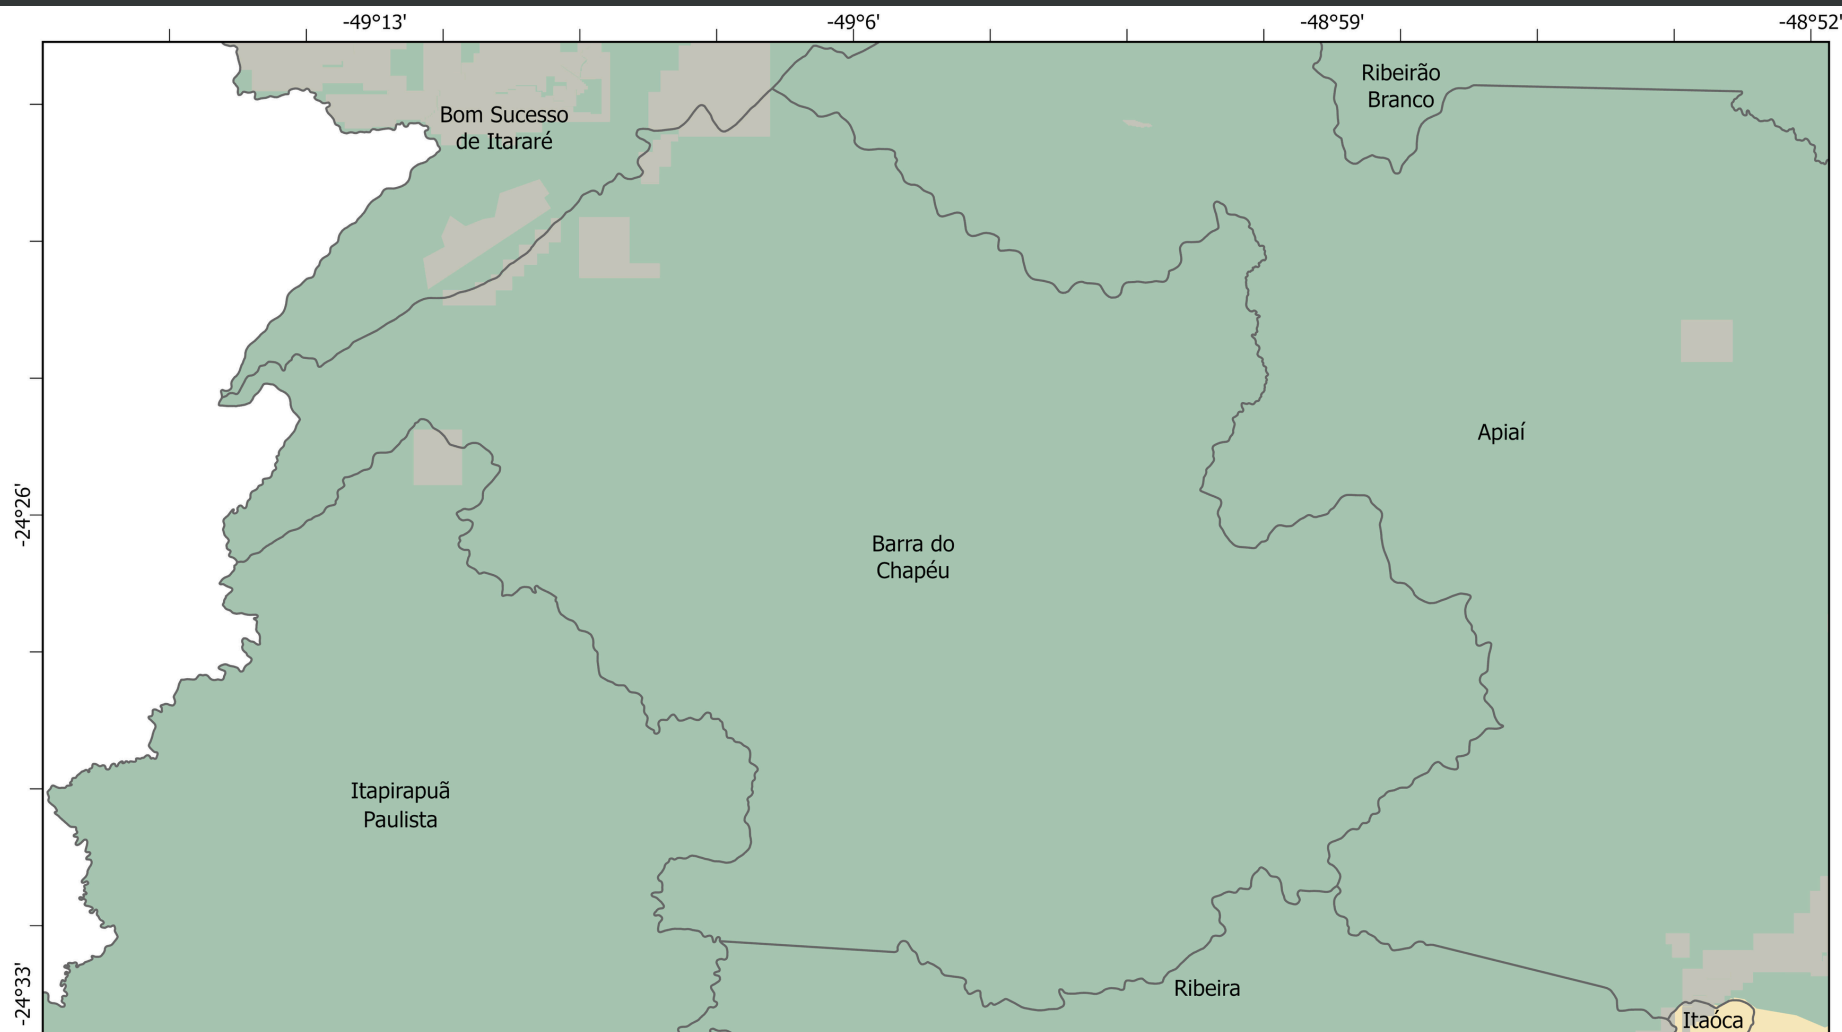 -49°13'
-49°6'
-48°59'
-48°52'
Ribeirão
Branco
Bom Sucesso
de Itararé
Apiaí
-24°26'
Barra do
Chapéu
Itapirapuã
Paulista
-24°33'
Ribeira
Itaóca